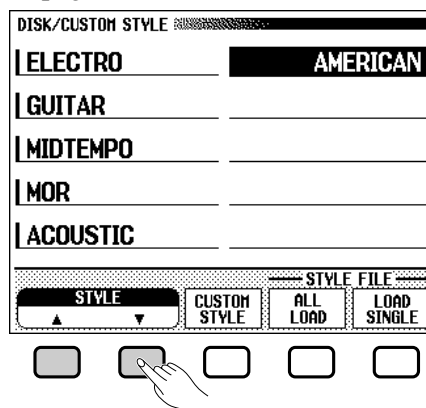 DISK/CUSTOM STYLE
ELECTRO AMERICAN
GUITAR
MIDTEMPO
MOR
ACOUSTIC
STYLE FILE
STYLE
▲ ▼
CUSTOM STYLE
ALL LOAD
LOAD SINGLE